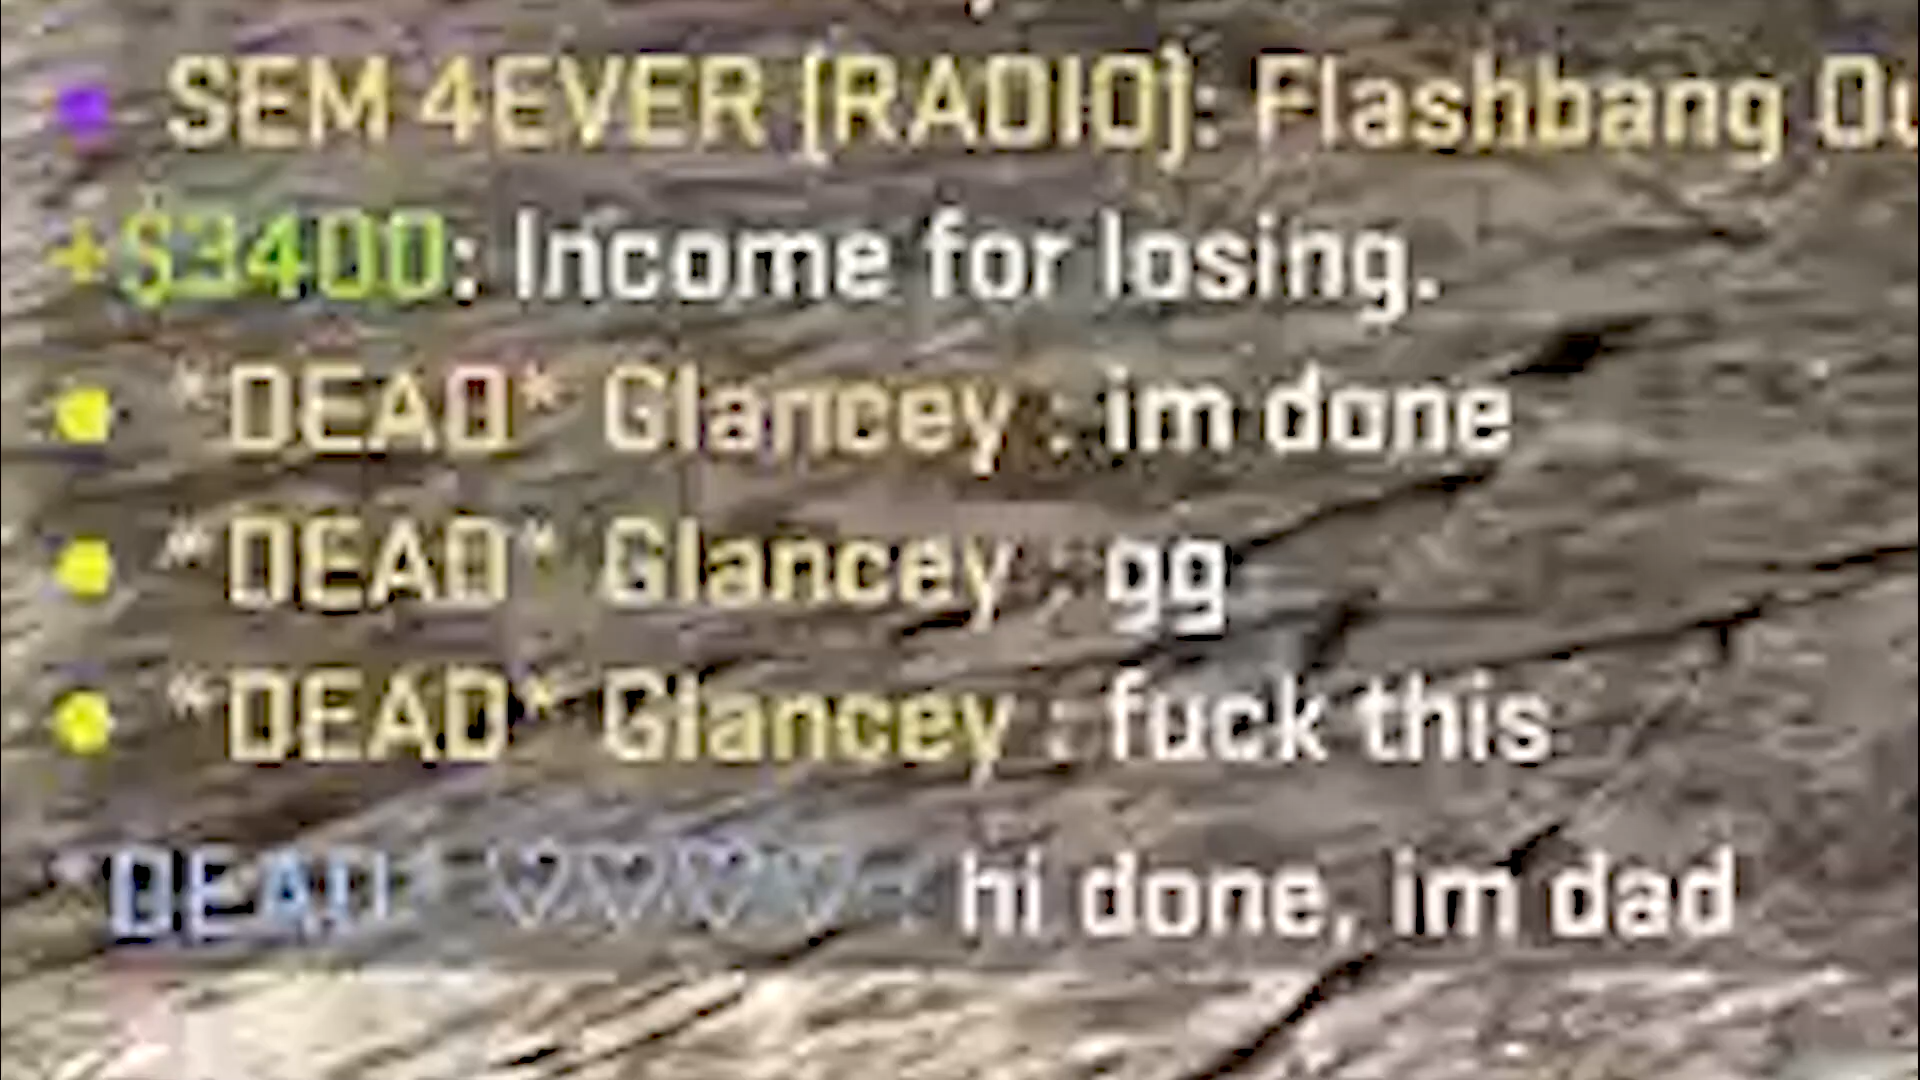 SEM 4EVER [RADIO]: Flashbang Ou
+$3400: Income for losing.
*DEAD* Glancey : im done
*DEAD* Glancey : gg
*DEAD* Glancey : fuck this
*DEAD* ♡♡♡♡ : hi done, im dad